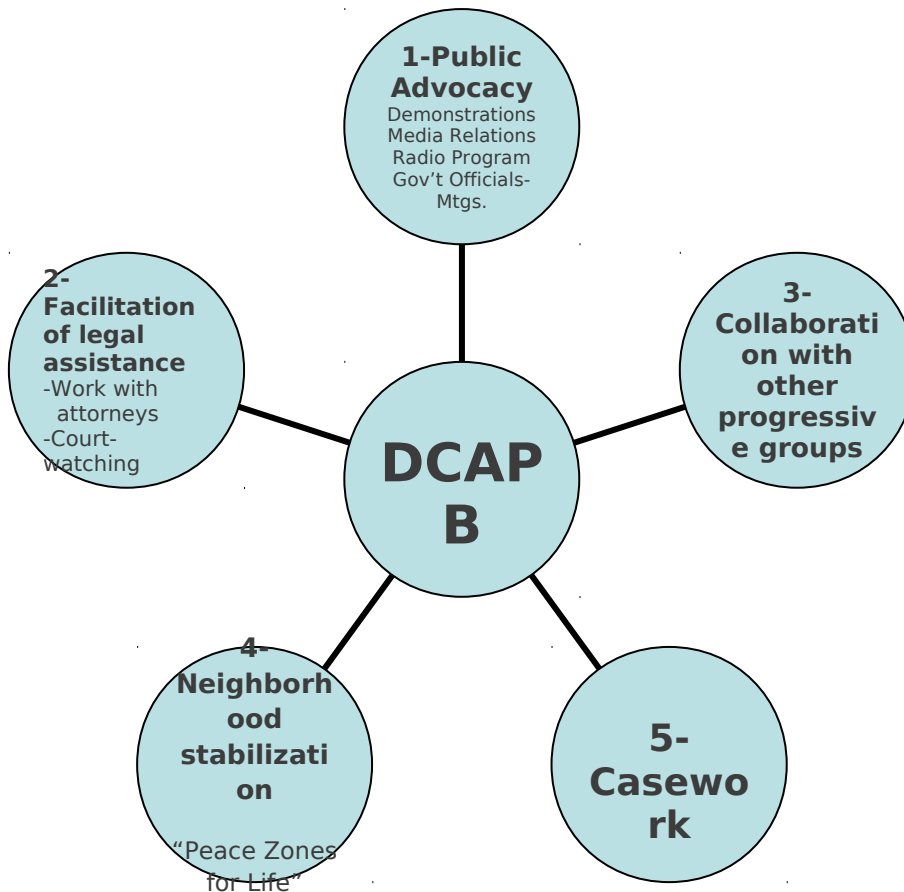 1-Public
Advocacy
Demonstrations
Media Relations
Radio Program
Gov’t Officials-
Mtgs.
2-
Facilitation
of legal
assistance
-Work with
attorneys
-Court-
watching
3-
Collaborati
on with
other
progressiv
e groups
DCAP
B
4-
Neighborh
ood
stabilizati
on
“Peace Zones
for Life”
5-
Casewo
rk